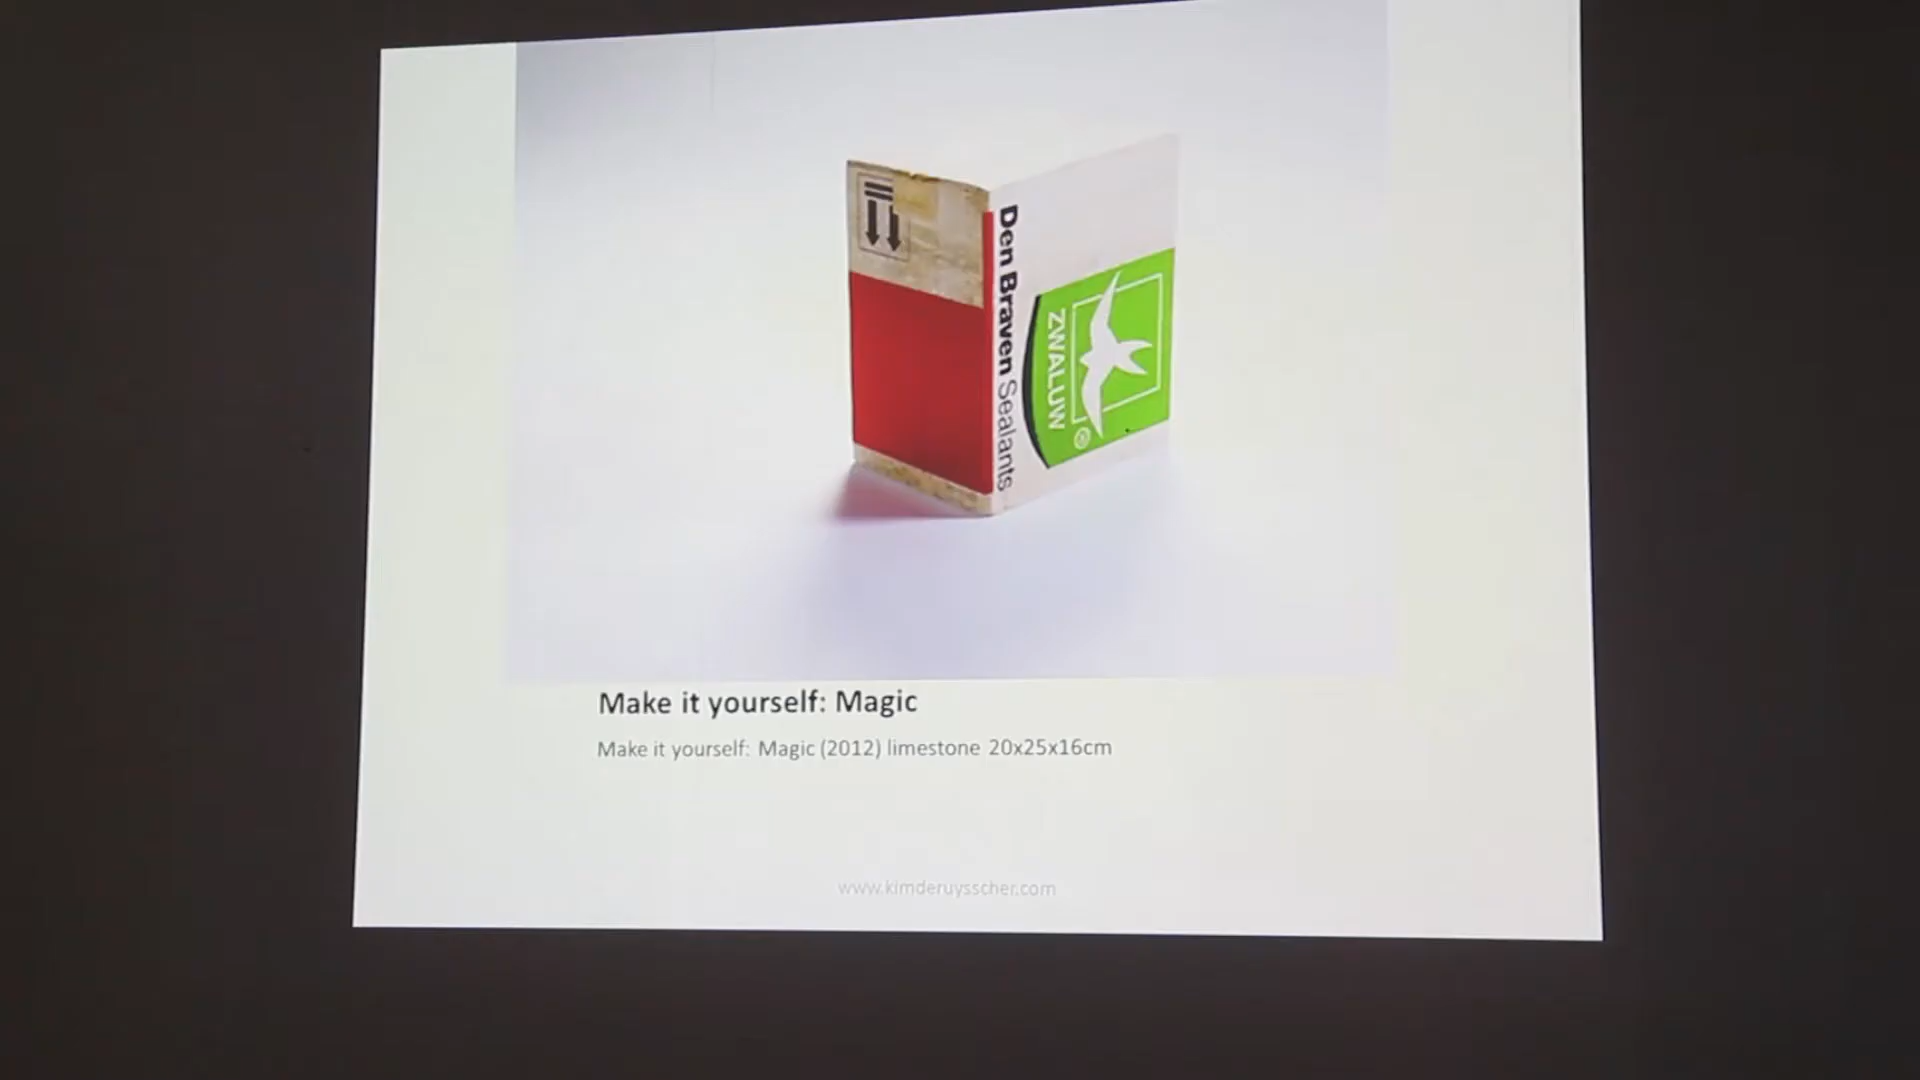 Den Braven Sealants
ZWALUW
®
Make it yourself: Magic
Make it yourself: Magic (2012) limestone 20x25x16cm
www.kimderuysscher.com